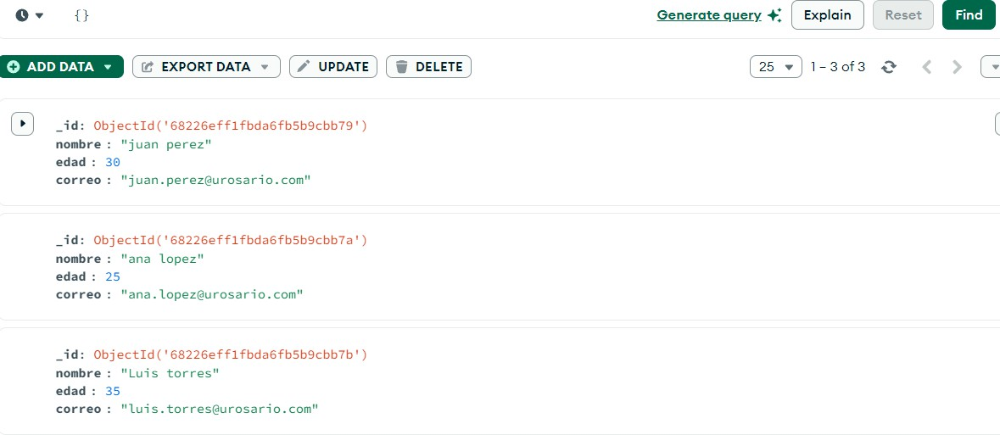 {}
Generate query
Explain
Reset
Find
ADD DATA
EXPORT DATA
UPDATE
DELETE
25
1 – 3 of 3
_id: ObjectId('68226eff1fbda6fb5b9cbb79')
nombre : "juan perez"
edad : 30
correo : "juan.perez@urosario.com"
_id: ObjectId('68226eff1fbda6fb5b9cbb7a')
nombre : "ana lopez"
edad : 25
correo : "ana.lopez@urosario.com"
_id: ObjectId('68226eff1fbda6fb5b9cbb7b')
nombre : "Luis torres"
edad : 35
correo : "luis.torres@urosario.com"